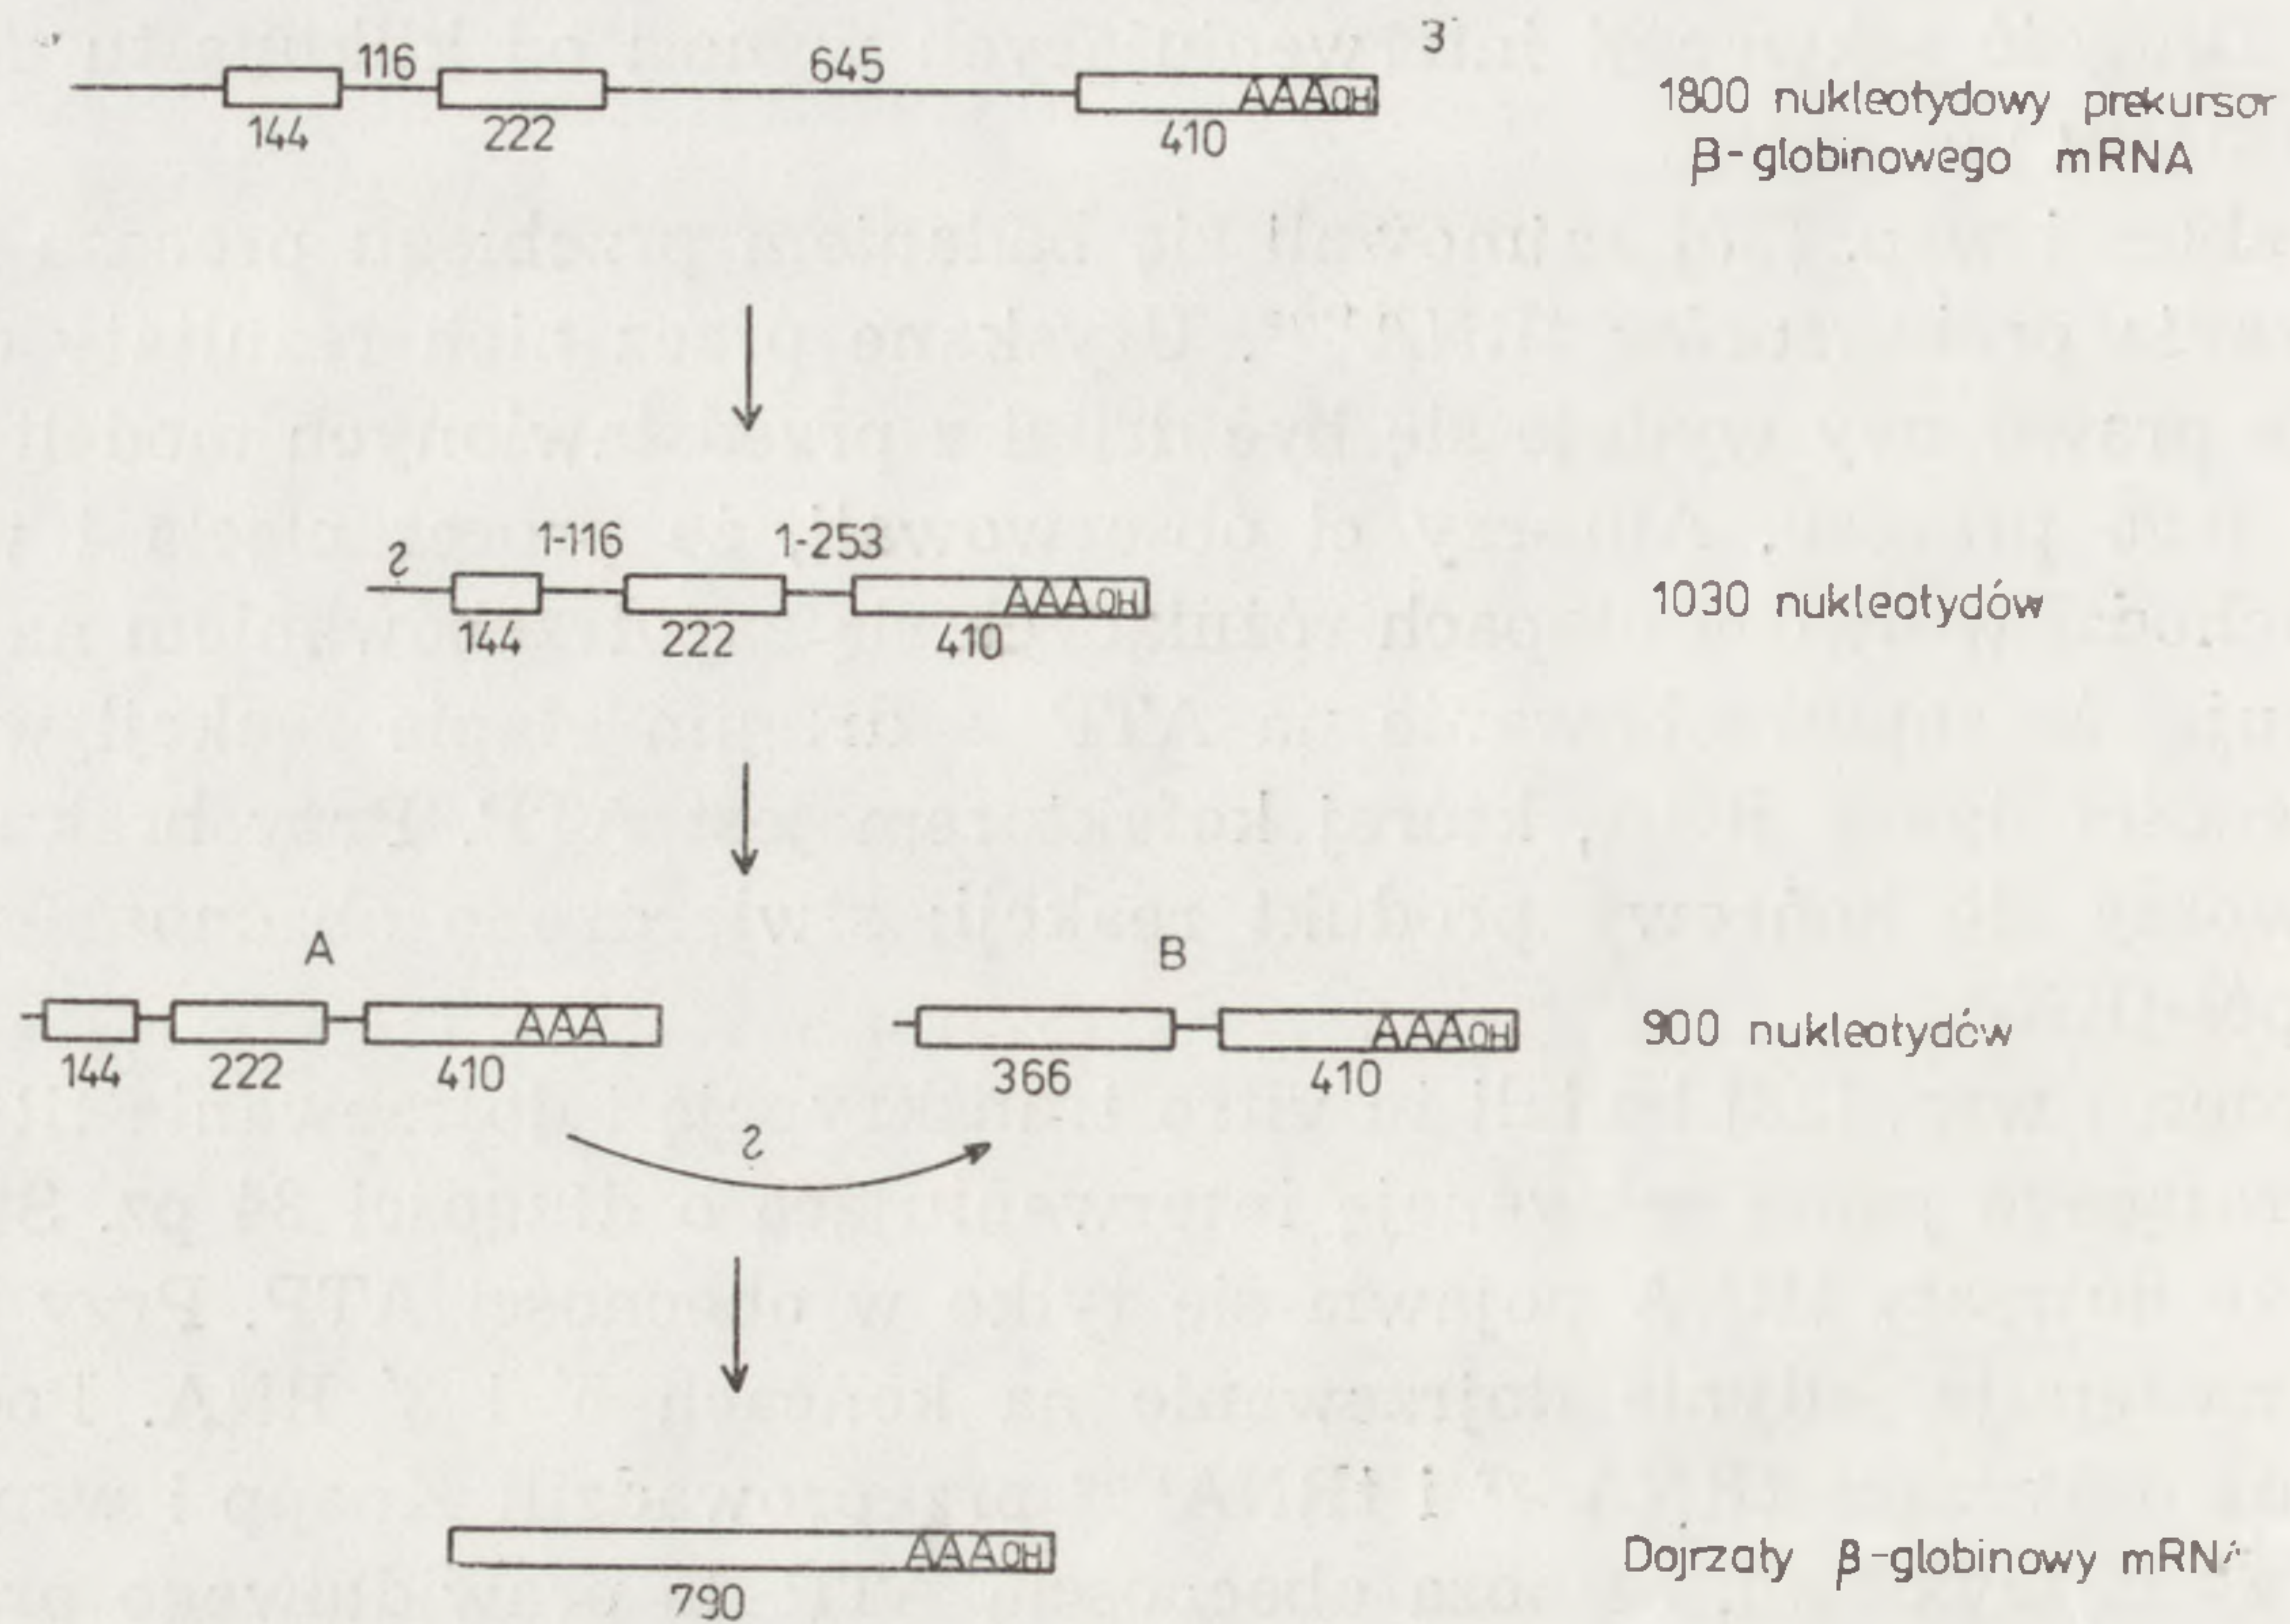 3'
116 645
144 222 AAAOH 410
1800 nukleotydowy prekursor
β-globinowego mRNA
? 1-116 1-253
144 222 AAAOH 410
1030 nukleotydów
A B
AAA AAAOH
144 222 410 366 410
900 nukleotydów
?
AAAOH
790
Dojrzały β-globinowy mRNA